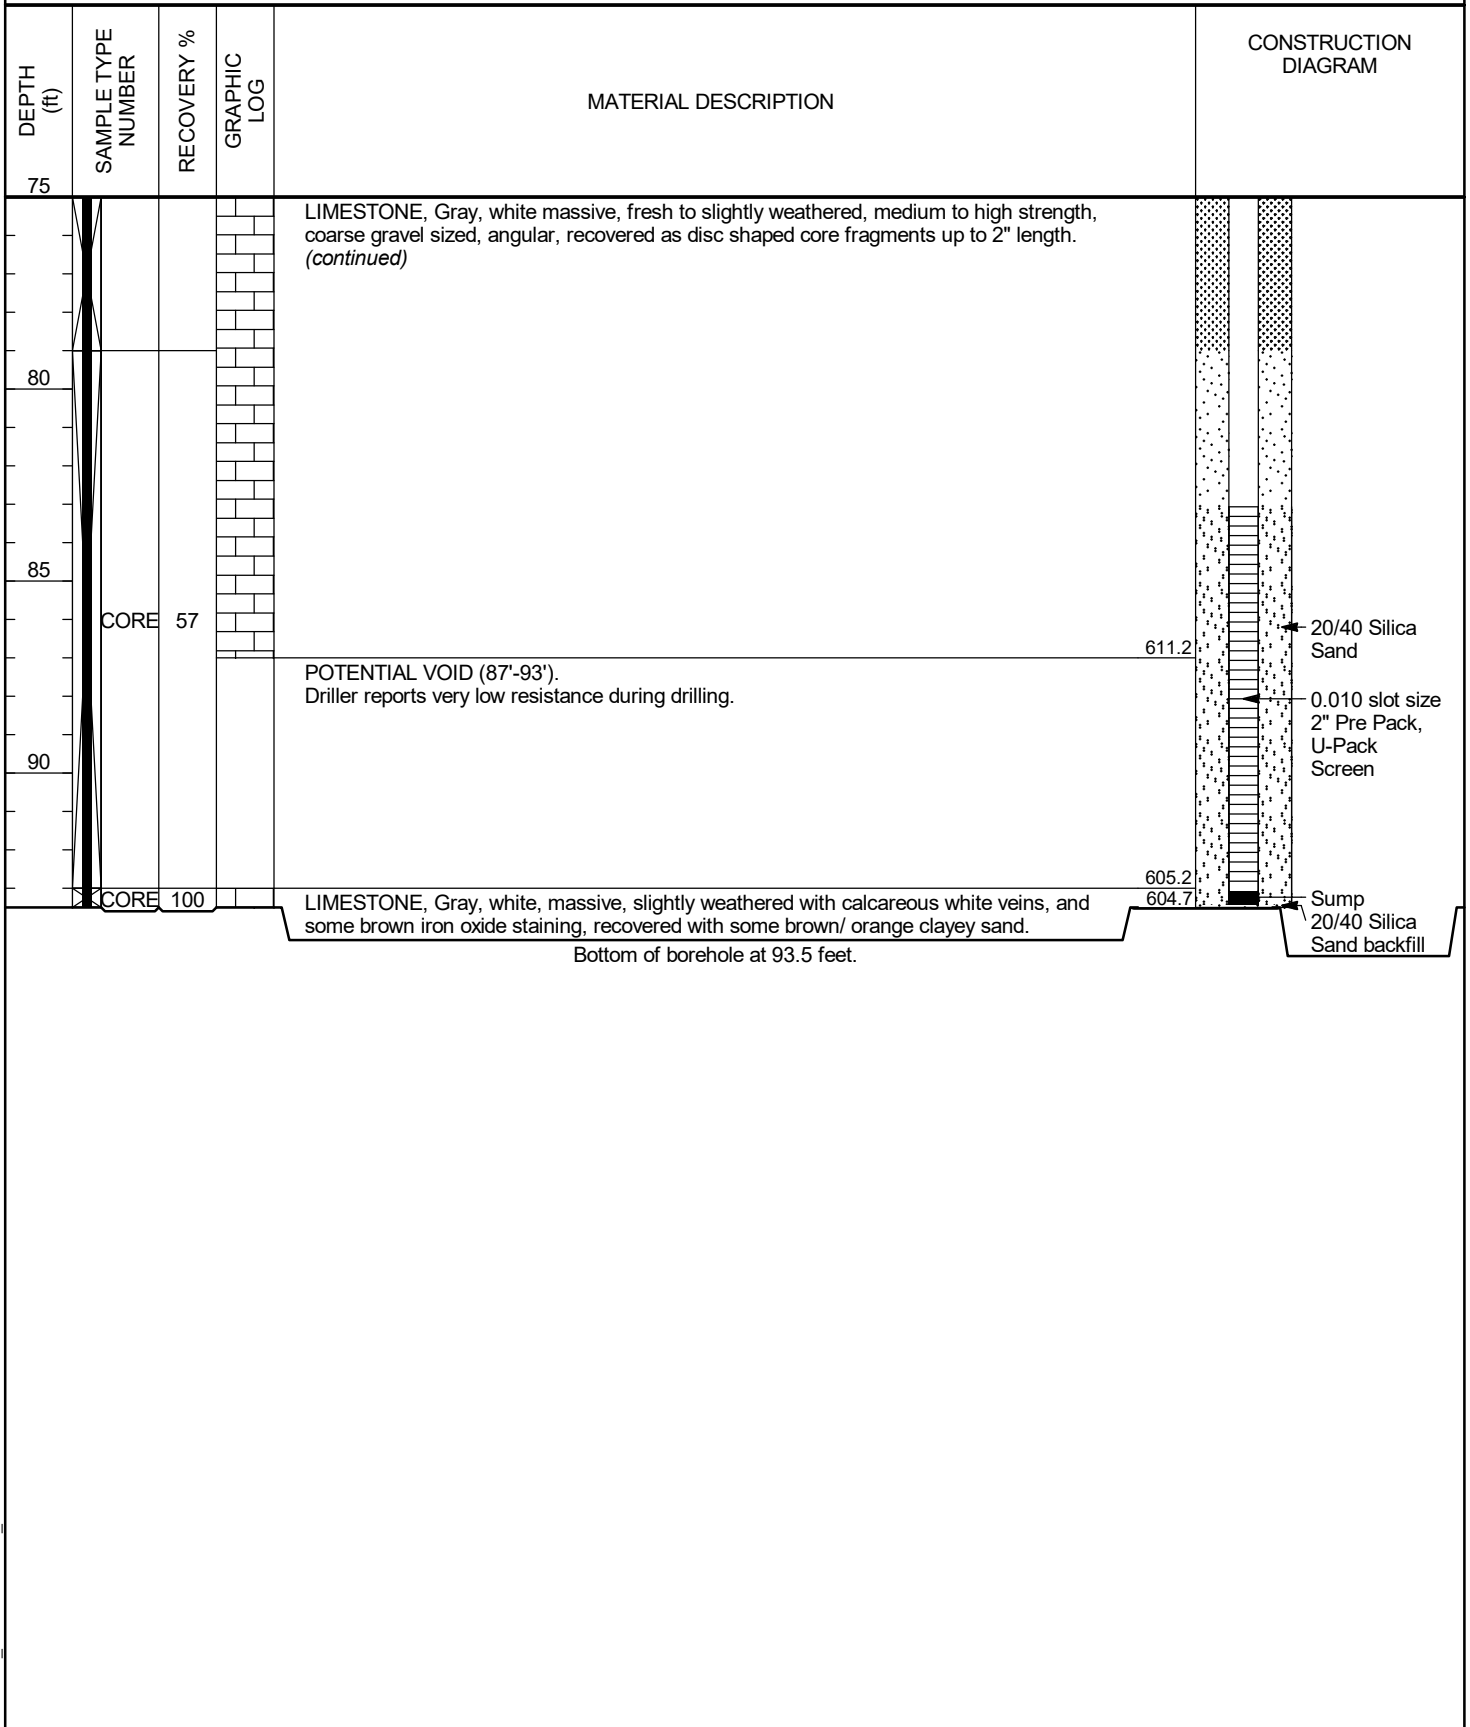 DEPTH
(ft)
SAMPLE TYPE
NUMBER
RECOVERY %
GRAPHIC
LOG
MATERIAL DESCRIPTION
CONSTRUCTION
DIAGRAM
75
LIMESTONE, Gray, white massive, fresh to slightly weathered, medium to high strength,
coarse gravel sized, angular, recovered as disc shaped core fragments up to 2" length.
(continued)
80
85
CORE 57
20/40 Silica
Sand
611.2
POTENTIAL VOID (87'-93').
Driller reports very low resistance during drilling.
0.010 slot size
2" Pre Pack,
U-Pack
Screen
90
605.2
CORE 100
LIMESTONE, Gray, white, massive, slightly weathered with calcareous white veins, and
some brown iron oxide staining, recovered with some brown/ orange clayey sand.
604.7
Sump
20/40 Silica
Sand backfill
Bottom of borehole at 93.5 feet.